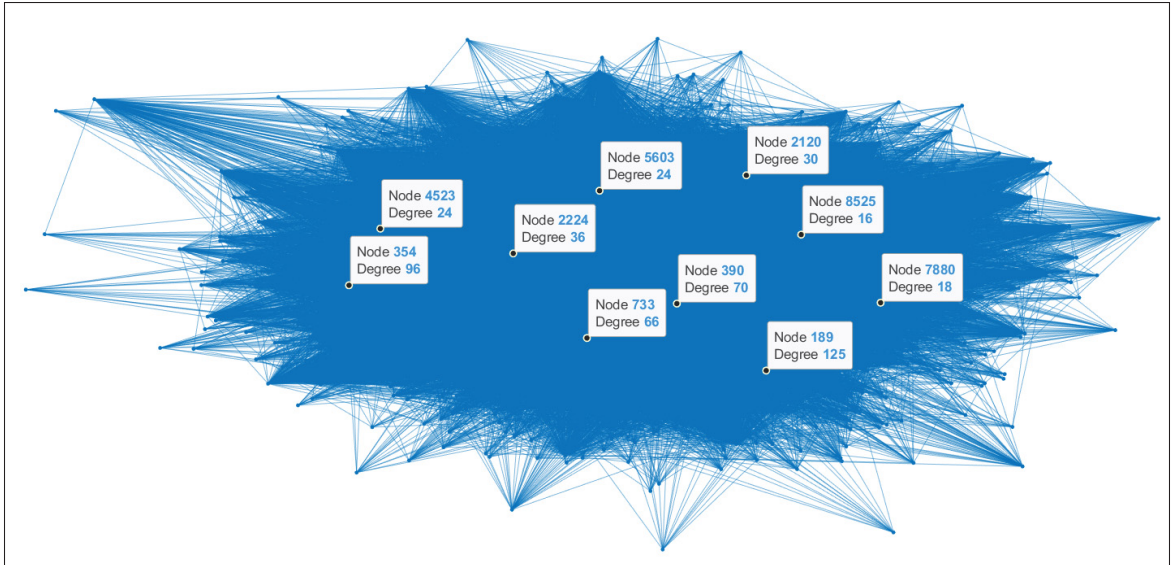 Node 2120
Degree 30
Node 5603
Degree 24
Node 4523
Degree 24
Node 8525
Degree 16
Node 2224
Degree 36
Node 354
Degree 96
Node 390
Degree 70
Node 7880
Degree 18
Node 733
Degree 66
Node 189
Degree 125